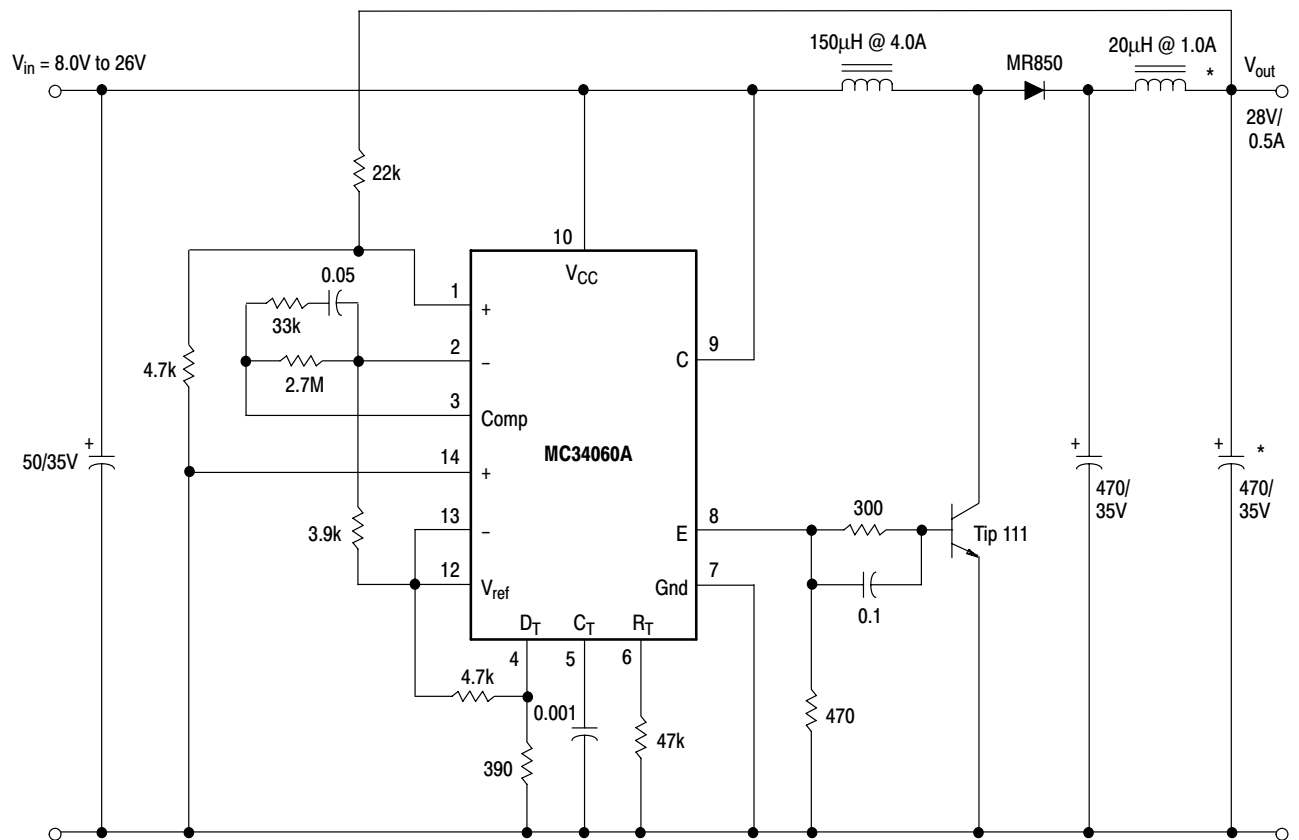 150μH @ 4.0A
20μH @ 1.0A
*
Vin = 8.0V to 26V
MR850
Vout
28V/
0.5A
22k
10
VCC
0.05
1
+
33k
2
−
9
C
4.7k
2.7M
3
Comp
MC34060A
50/35V
+
14
+
+
470/
35V
+
*
470/
35V
13
−
3.9k
8
E
300
Tip 111
12
Vref
7
Gnd
0.1
DT
CT
RT
4
5
6
4.7k
0.001
390
47k
470